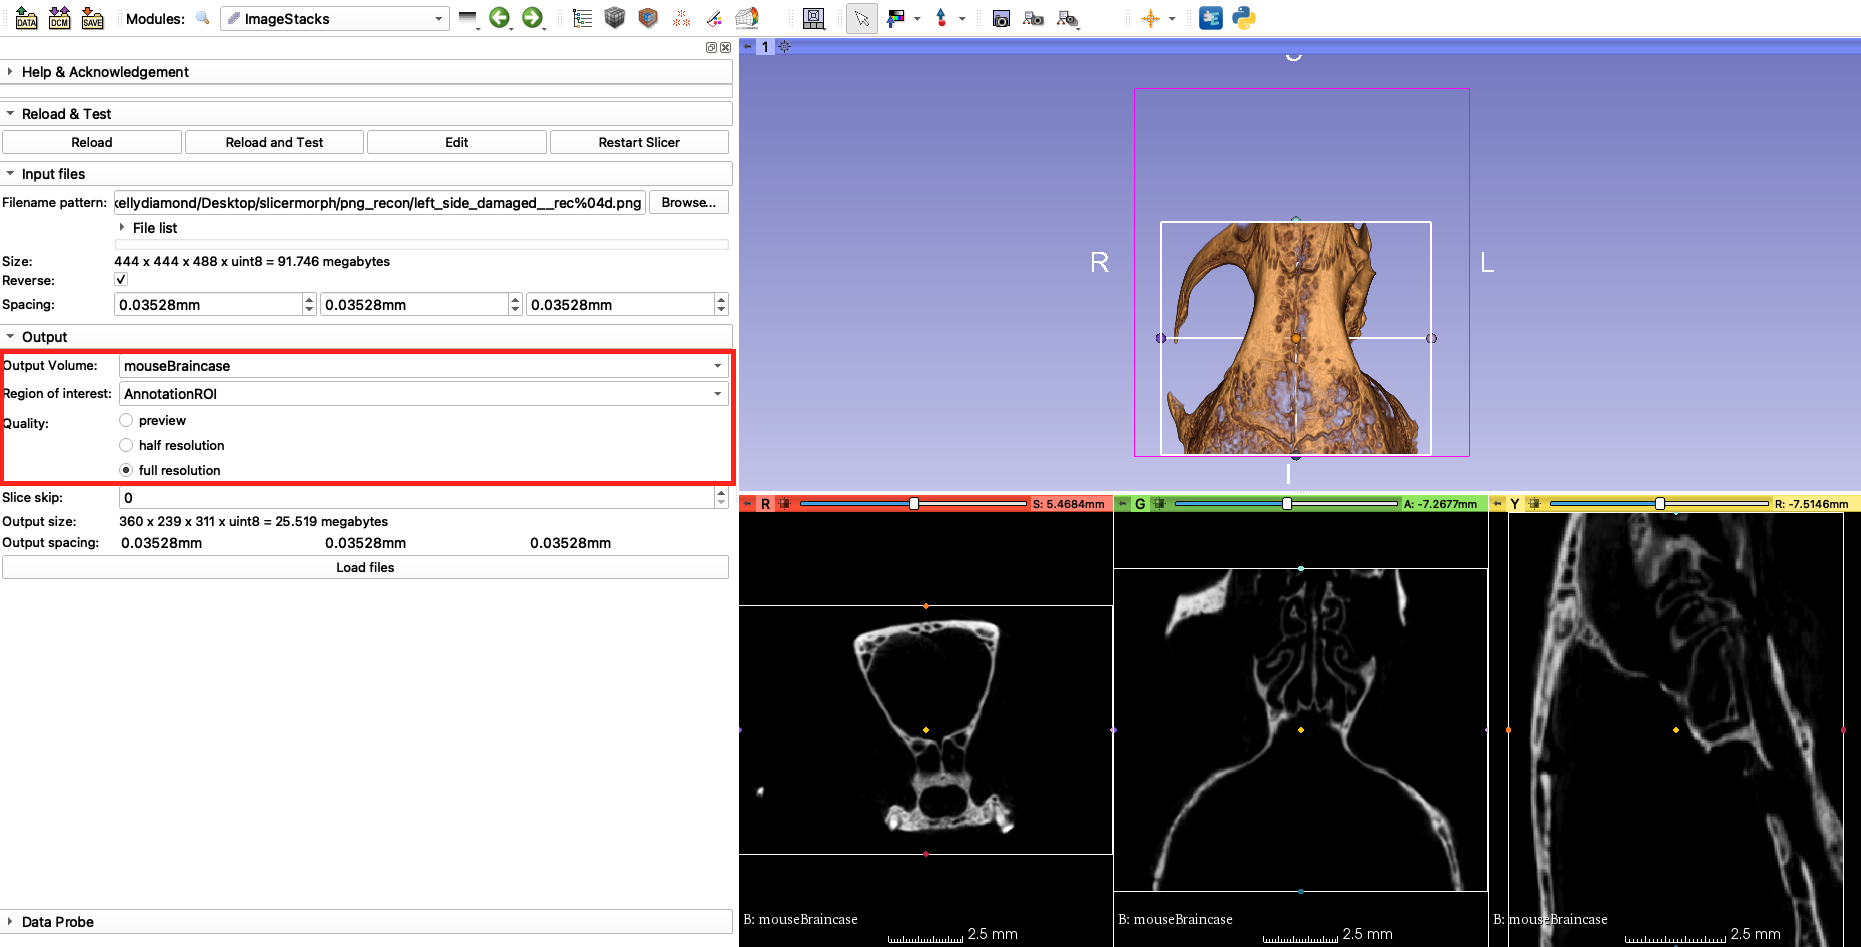 DATA DCM SAVE Modules: ImageStacks
Help & Acknowledgement
Reload & Test
Reload Reload and Test Edit Restart Slicer
Input files
Filename pattern: kellydiamond/Desktop/slicermorph/png_recon/left_side_damaged__rec%04d.png Browse...
File list
Size: 444 x 444 x 488 x uint8 = 91.746 megabytes
Reverse:
Spacing: 0.03528mm 0.03528mm 0.03528mm
Output
Output Volume: mouseBraincase
Region of interest: AnnotationROI
Quality: preview
half resolution
full resolution
Slice skip: 0
Output size: 360 x 239 x 311 x uint8 = 25.519 megabytes
Output spacing: 0.03528mm 0.03528mm 0.03528mm
Load files
Data Probe
1
S
R L
I
R S: 5.4684mm
B: mouseBraincase
2.5 mm
G A: -7.2677mm
B: mouseBraincase
2.5 mm
Y R: -7.5146mm
B: mouseBraincase
2.5 mm